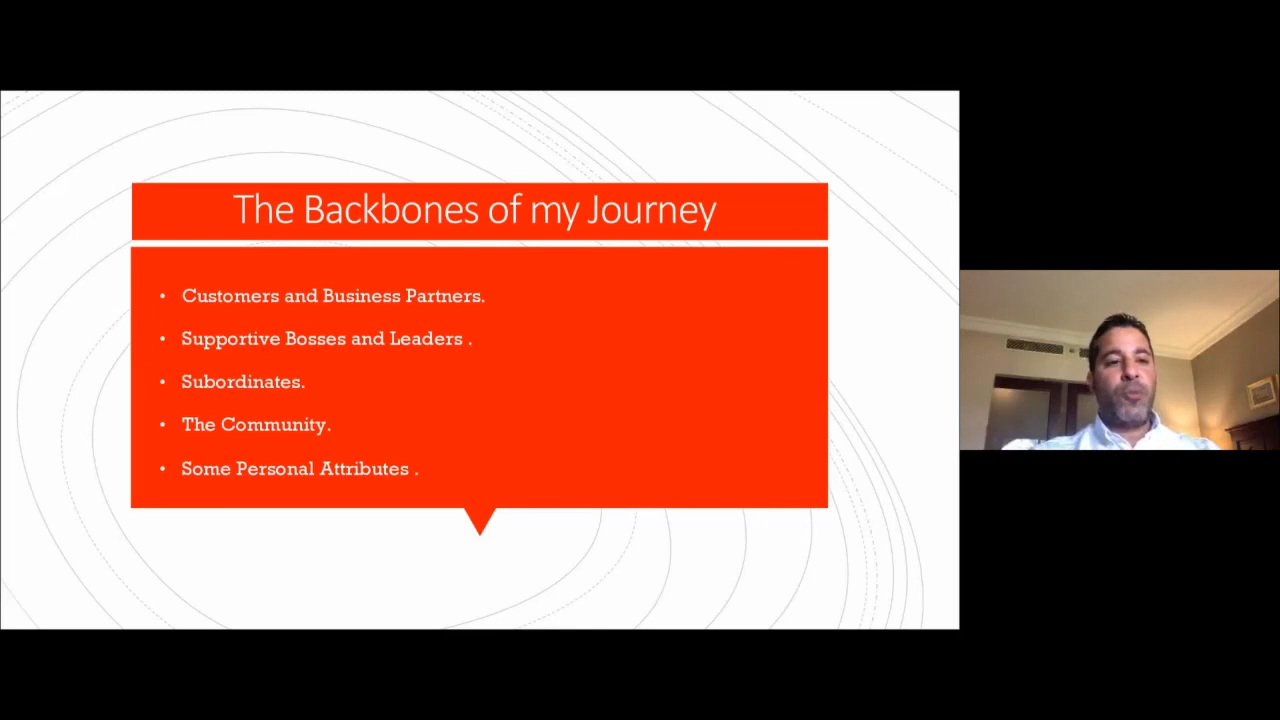 The Backbones of my Journey
• Customers and Business Partners.
• Supportive Bosses and Leaders .
• Subordinates.
• The Community.
• Some Personal Attributes .